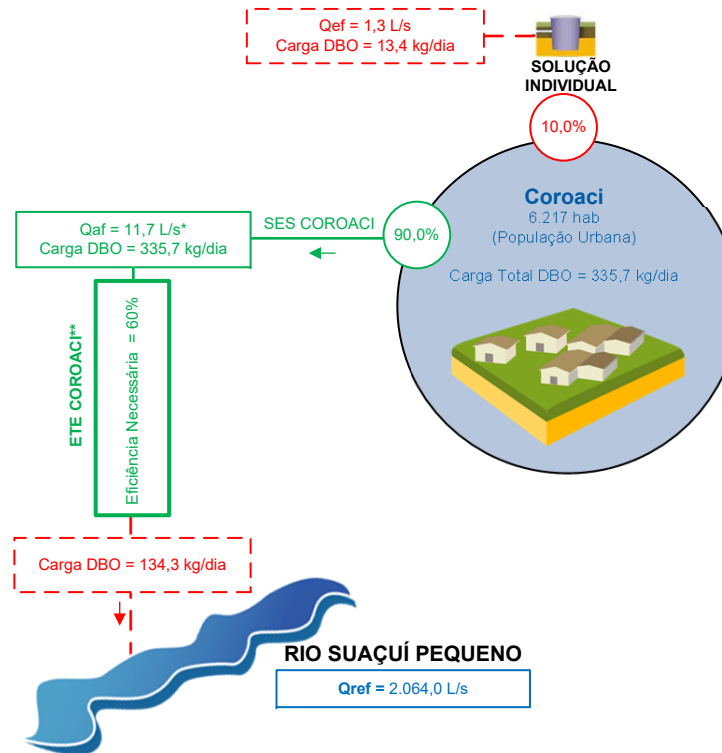 Qef = 1,3 L/s
Carga DBO = 13,4 kg/dia
SOLUÇÃO
INDIVIDUAL
10,0%
Coroaci
6.217 hab
(População Urbana)
Carga Total DBO = 335,7 kg/dia
90,0%
SES COROACI
Qaf = 11,7 L/s*
Carga DBO = 335,7 kg/dia
ETE COROACI**
Eficiência Necessária = 60%
Carga DBO = 134,3 kg/dia
RIO SUAÇUÍ PEQUENO
Qref = 2.064,0 L/s